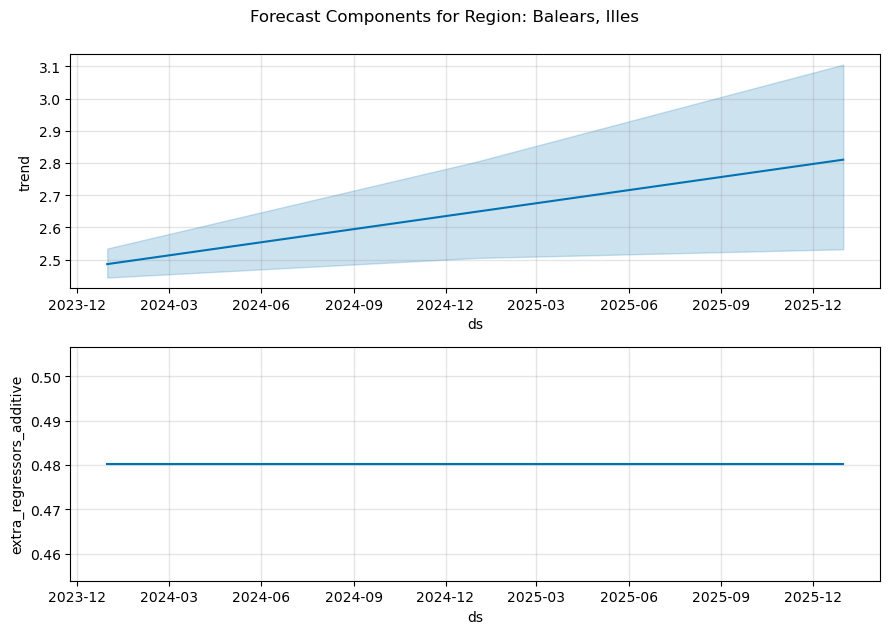 Forecast Components for Region: Balears, Illes
3.1
3.0
2.9
2.8
2.7
2.6
2.5
trend
2023-12 2024-03 2024-06 2024-09 2024-12 2025-03 2025-06 2025-09 2025-12
ds
0.50
0.49
0.48
0.47
0.46
extra_regressors_additive
2023-12 2024-03 2024-06 2024-09 2024-12 2025-03 2025-06 2025-09 2025-12
ds